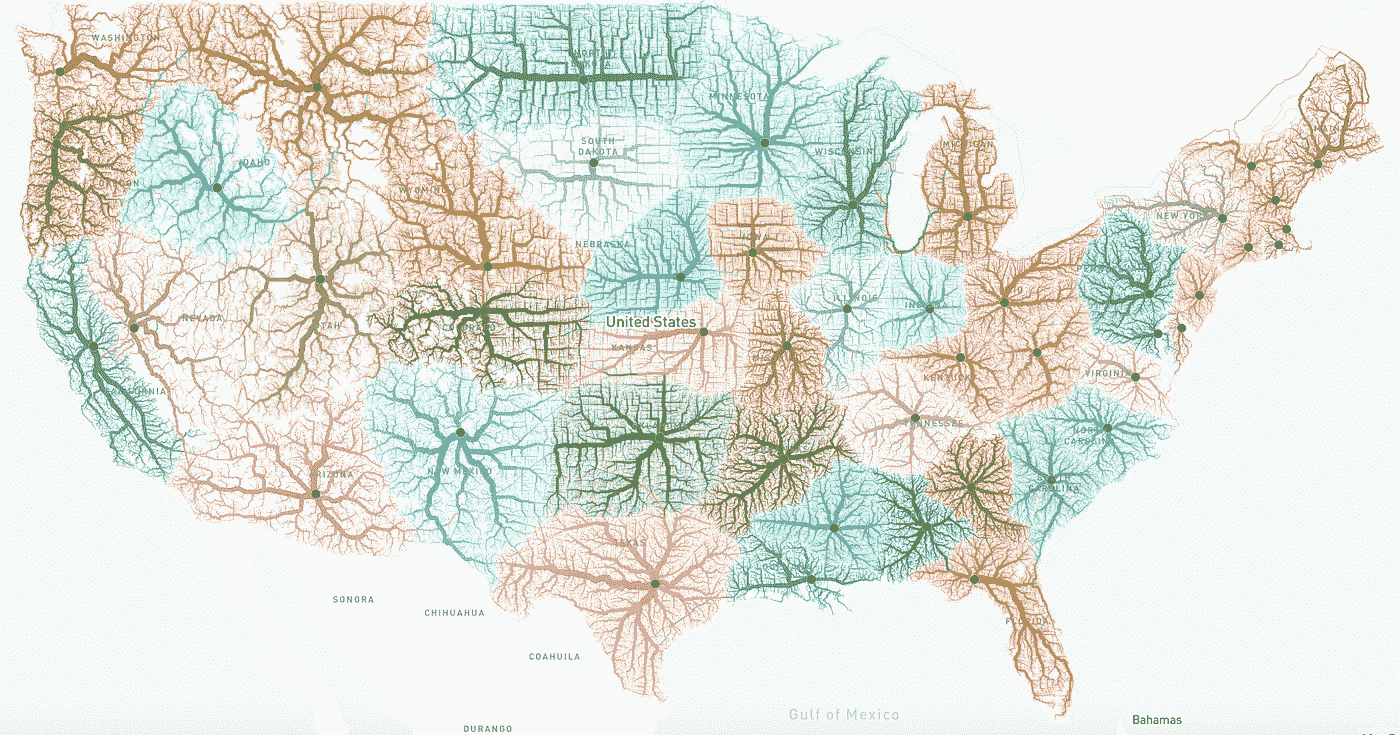 WASHINGTON
NORTH
DAKOTA
MINNESOTA
SOUTH
DAKOTA
WISCONSIN
MICHIGAN
MAINE
OREGON
IDAHO
WYOMING
NEBRASKA
IOWA
NEW YORK
NEVADA
UTAH
COLORADO
United States
KANSAS
ILLINOIS
INDIANA
KENTUCKY
VIRGINIA
CALIFORNIA
ARIZONA
NEW MEXICO
TENNESSEE
NORTH
CAROLINA
SOUTH
CAROLINA
TEXAS
FLORIDA
SONORA
CHIHUAHUA
COAHUILA
DURANGO
Gulf of Mexico
Bahamas